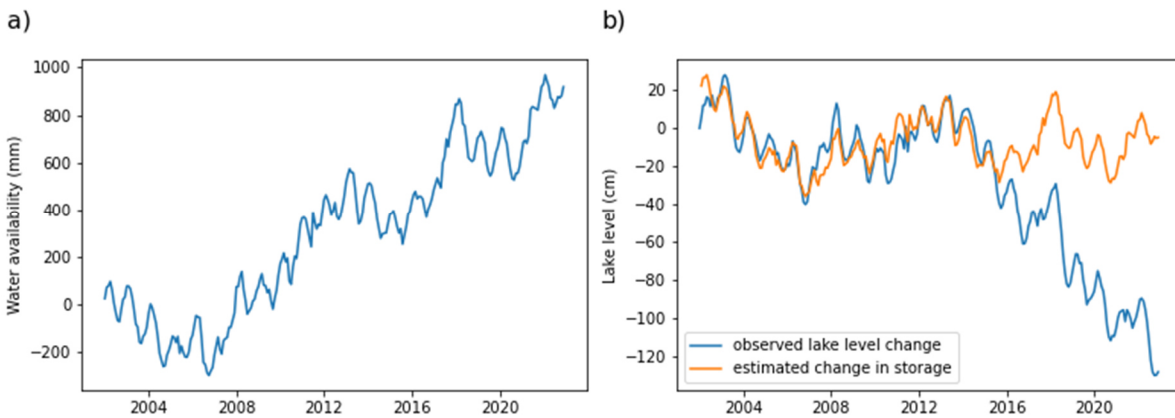 a)
Water availability (mm)
1000
800
600
400
200
0
−200
2004 2008 2012 2016 2020
b)
Lake level (cm)
20
0
−20
−40
−60
−80
−100
−120
observed lake level change
estimated change in storage
2004 2008 2012 2016 2020